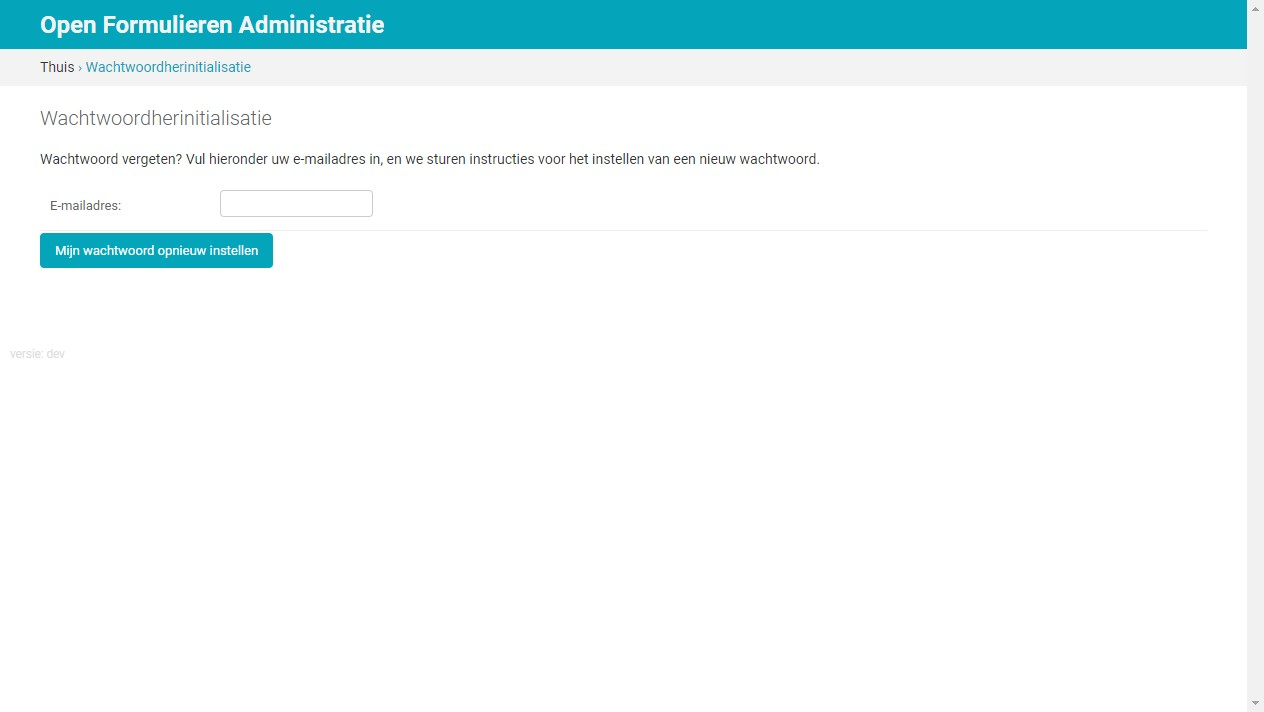 Open Formulieren Administratie
Thuis › Wachtwoordherinitialisatie
Wachtwoordherinitialisatie
Wachtwoord vergeten? Vul hieronder uw e-mailadres in, en we sturen instructies voor het instellen van een nieuw wachtwoord.
E-mailadres:
Mijn wachtwoord opnieuw instellen
versie: dev